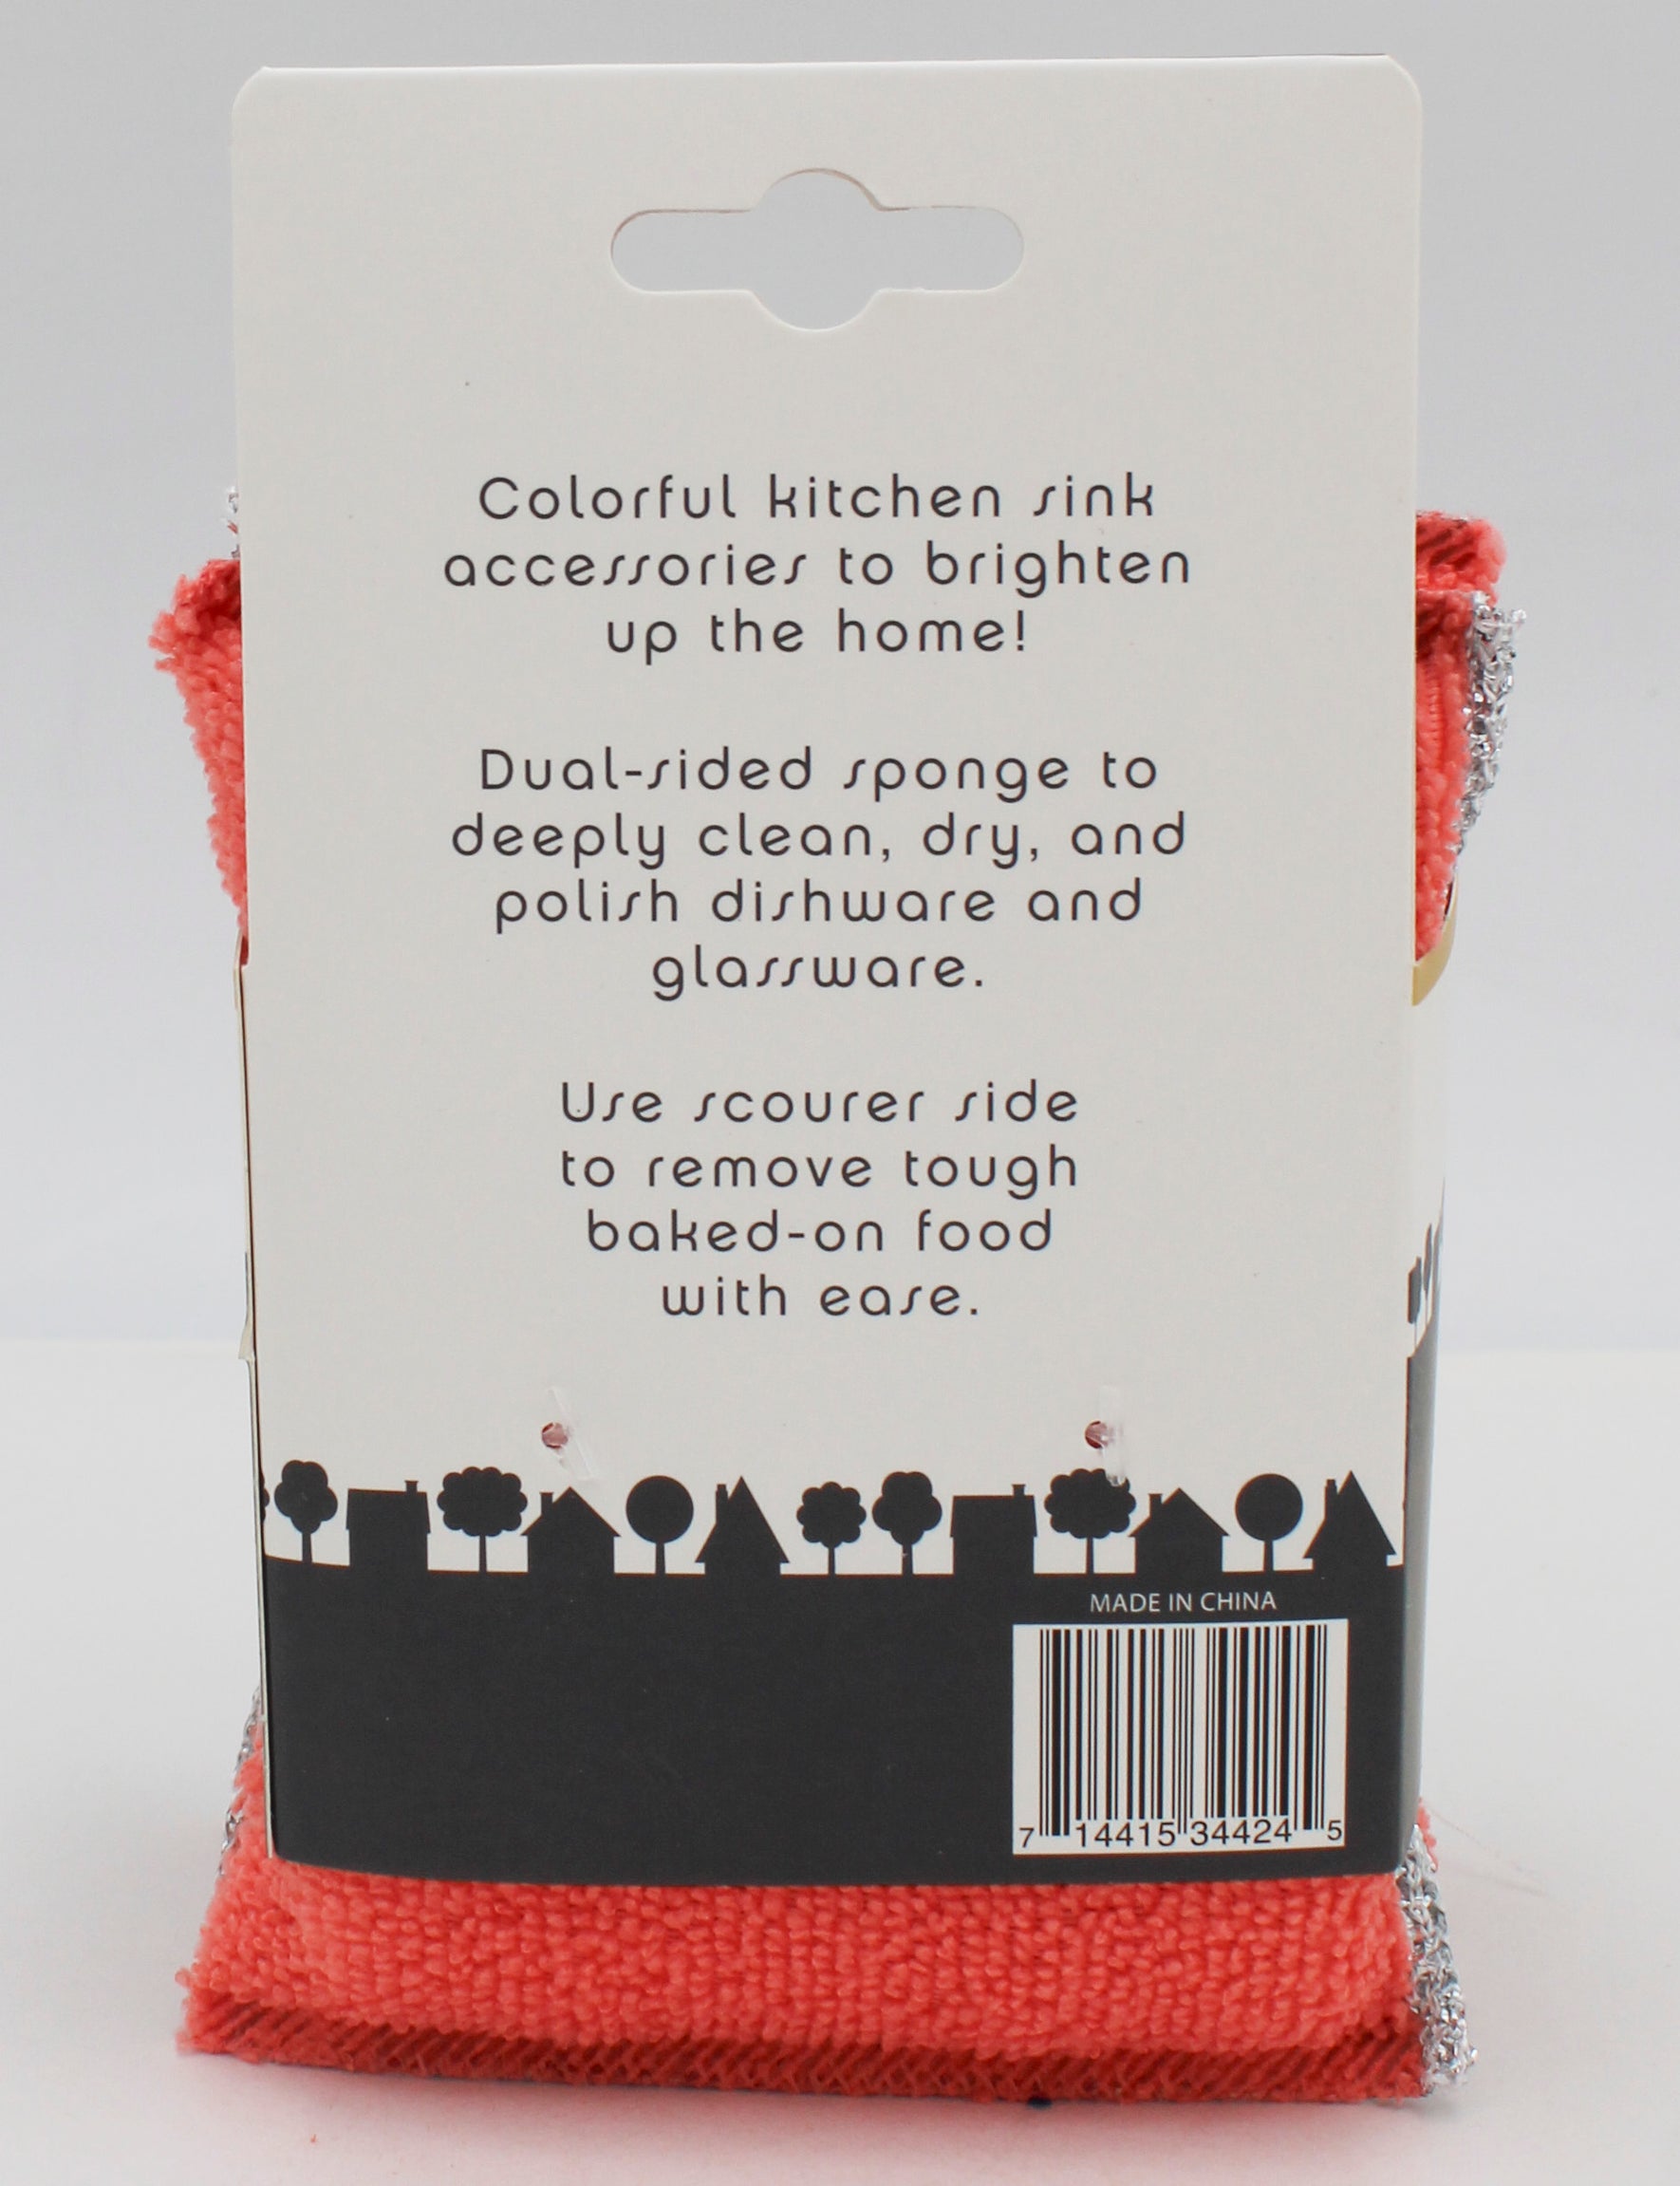 Colorful kitchen sink
accessories to brighten
up the home!
Dual-sided sponge to
deeply clean, dry, and
polish dishware and
glassware.
Use scourer side
to remove tough
baked-on food
with ease.
MADE IN CHINA
7 14415 34424 5